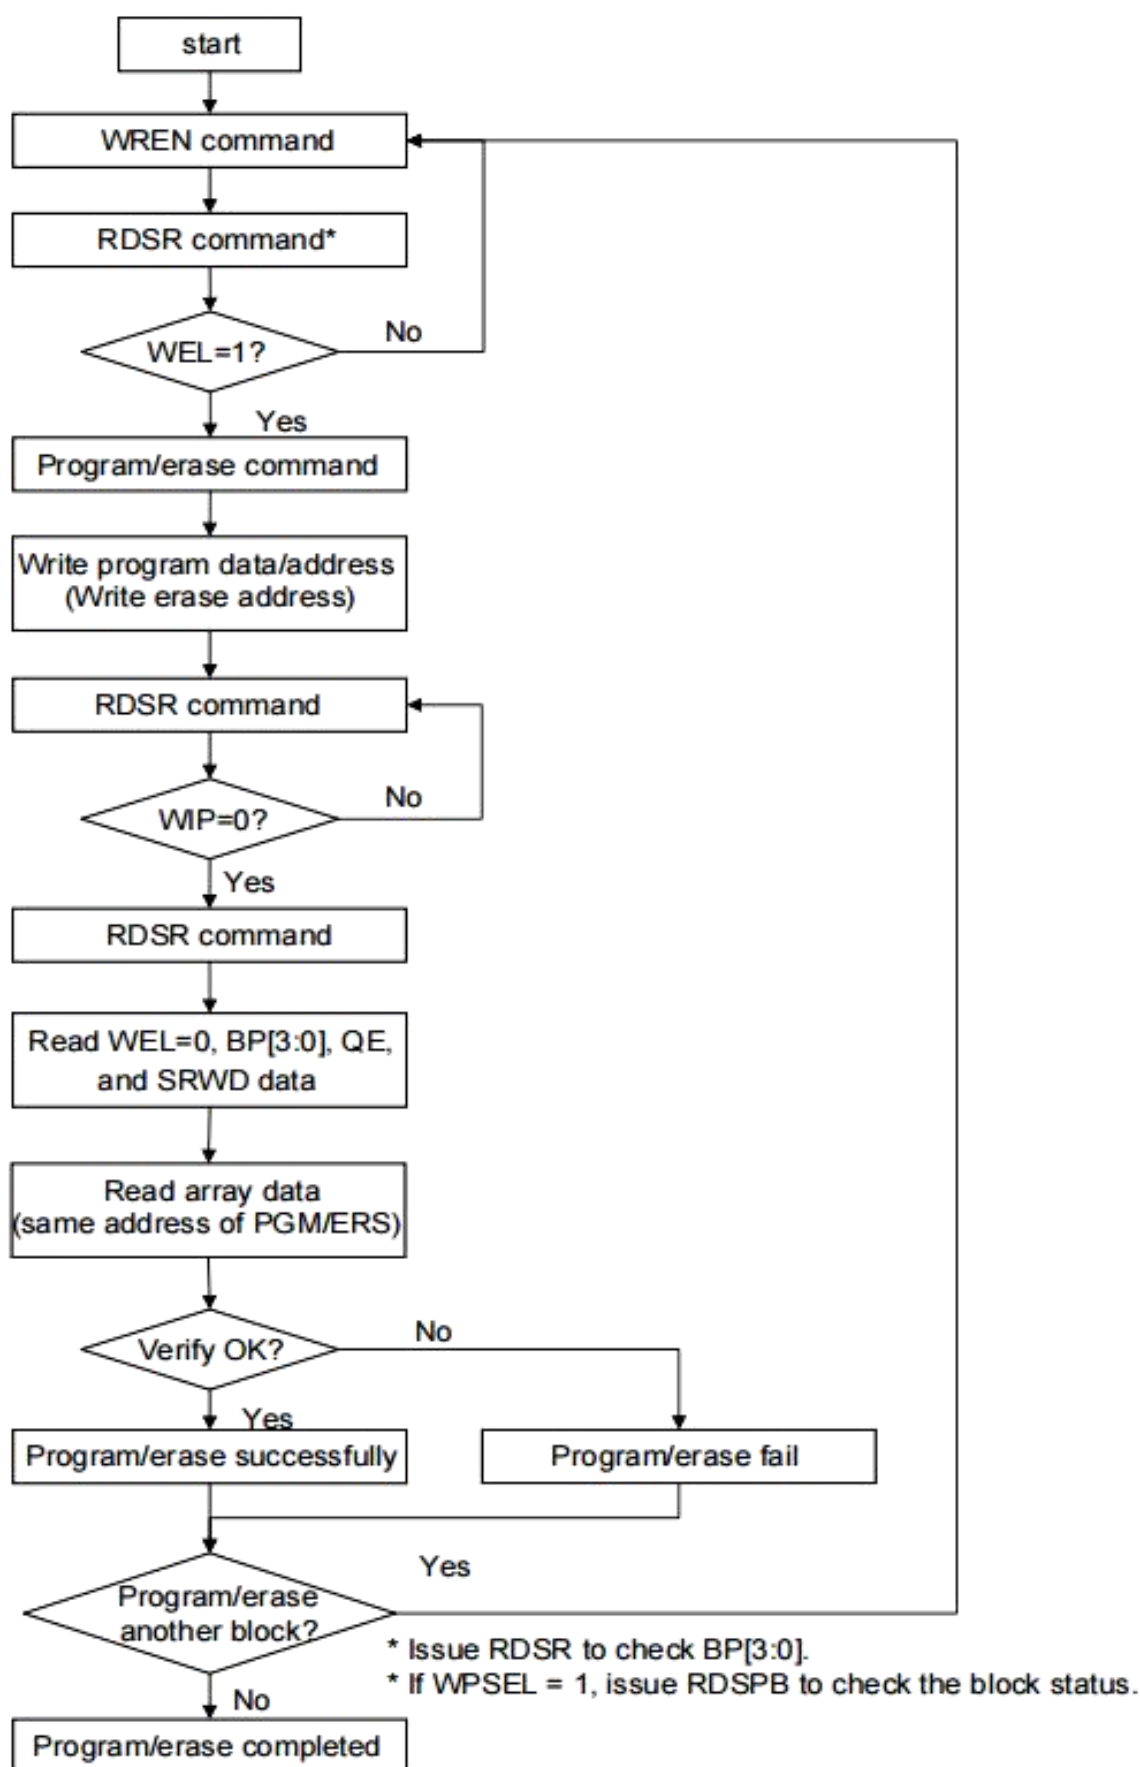 start
WREN command
RDSR command*
WEL=1?
No
Yes
Program/erase command
Write program data/address
(Write erase address)
RDSR command
WIP=0?
No
Yes
RDSR command
Read WEL=0, BP[3:0], QE,
and SRWD data
Read array data
(same address of PGM/ERS)
Verify OK?
No
Yes
Program/erase successfully
Program/erase fail
Yes
Program/erase
another block?
* Issue RDSR to check BP[3:0].
* If WPSEL = 1, issue RDSPB to check the block status.
No
Program/erase completed